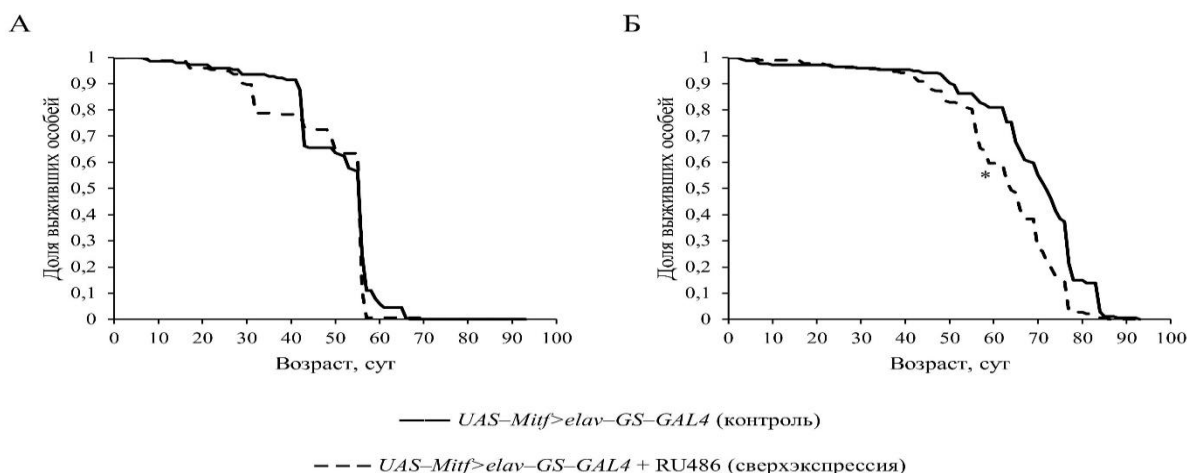 А
Б
Доля выживших особей
1
0,9
0,8
0,7
0,6
0,5
0,4
0,3
0,2
0,1
0
0 10 20 30 40 50 60 70 80 90 100
Возраст, сут
Доля выживших особей
1
0,9
0,8
0,7
0,6
0,5
0,4
0,3
0,2
0,1
0
*
0 10 20 30 40 50 60 70 80 90 100
Возраст, сут
UAS–Mitf>elav–GS–GAL4 (контроль)
UAS–Mitf>elav–GS–GAL4 + RU486 (сверхэкспрессия)